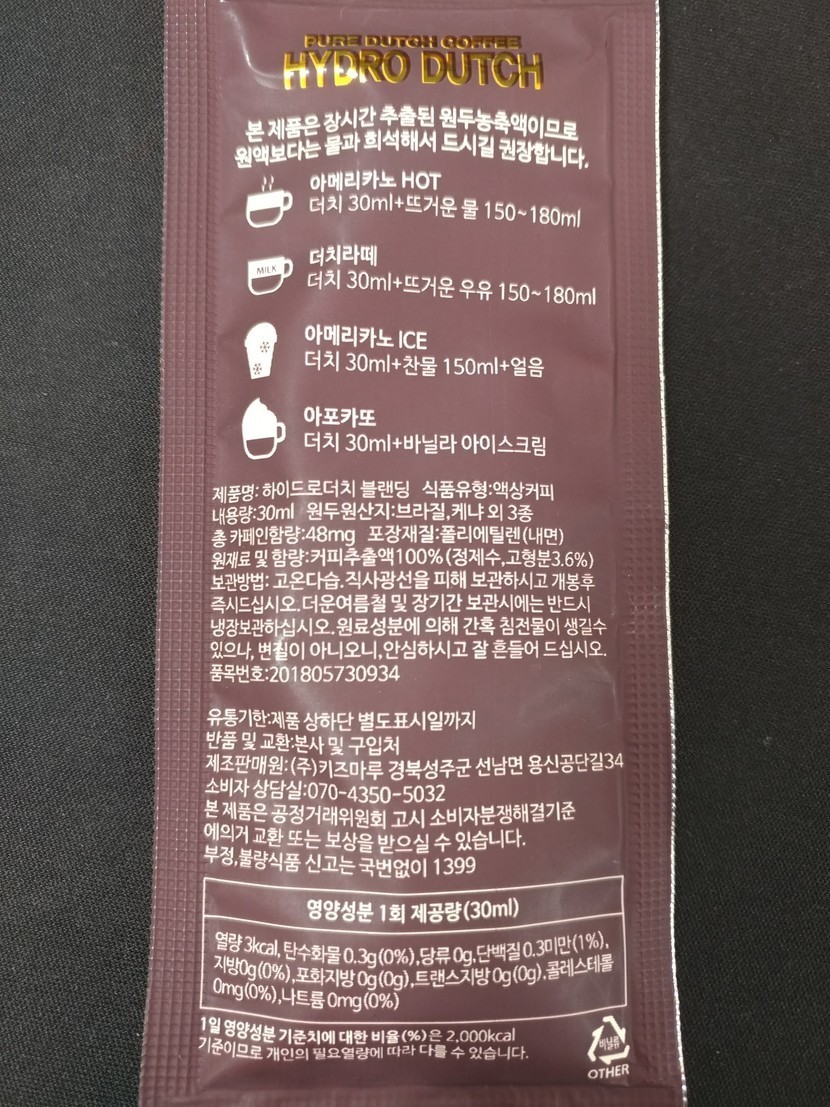 PURE DUTCH COFFEE
HYDRO DUTCH
본 제품은 장시간 추출된 원두농축액이므로
원액보다는 물과 희석해서 드시길 권장합니다.
아메리카노 HOT
더치 30ml+뜨거운 물 150~180ml
MILK
더치라떼
더치 30ml+뜨거운 우유 150~180ml
아메리카노 ICE
더치 30ml+찬물 150ml+얼음
아포카또
더치 30ml+바닐라 아이스크림
제품명: 하이드로더치 블랜딩 식품유형:액상커피
내용량:30ml 원두원산지:브라질,케냐 외 3종
총 카페인함량:48mg 포장재질:폴리에틸렌(내면)
원재료 및 함량:커피추출액100%(정제수,고형분3.6%)
보관방법: 고온다습.직사광선을 피해 보관하시고 개봉후
즉시드십시오.더운여름철 및 장기간 보관시에는 반드시
냉장보관하십시오.원료성분에 의해 간혹 침전물이 생길수
있으나, 변질이 아니오니,안심하시고 잘 흔들어 드십시오.
품목번호:201805730934
유통기한:제품 상하단 별도표시일까지
반품 및 교환:본사 및 구입처
제조판매원:(주)키즈마루 경북성주군 선남면 용신공단길34
소비자 상담실:070-4350-5032
본 제품은 공정거래위원회 고시 소비자분쟁해결기준
에의거 교환 또는 보상을 받으실 수 있습니다.
부정,불량식품 신고는 국번없이 1399
영양성분 1회 제공량(30ml)
열량 3kcal, 탄수화물 0.3g(0%),당류 0g,단백질 0.3미만(1%),
지방0g(0%),포화지방 0g(0g),트랜스지방 0g(0g),콜레스테롤
0mg(0%),나트륨 0mg(0%)
1일 영양성분 기준치에 대한 비율(%)은 2,000kcal
기준이므로 개인의 필요열량에 따라 다를 수 있습니다.
비닐류
OTHER